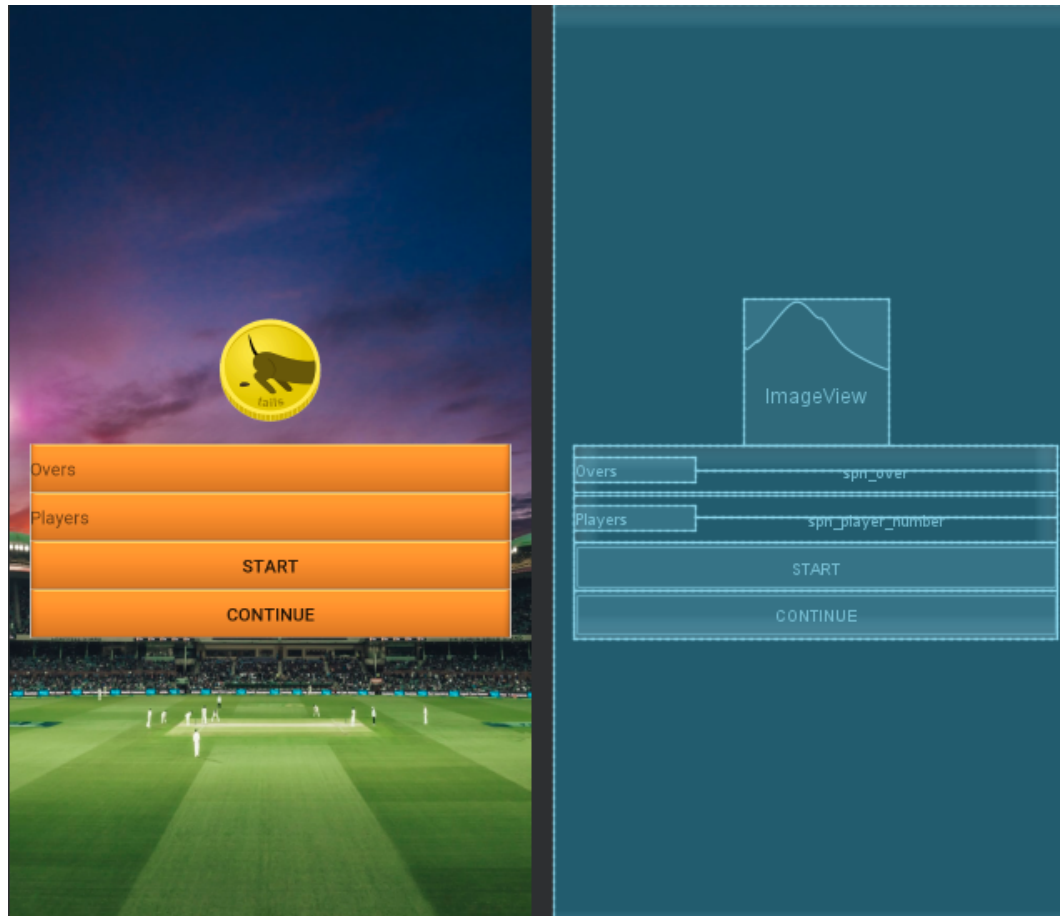 tails
Overs
Players
START
CONTINUE
ImageView
Overs
spn_over
Players
spn_player_number
START
CONTINUE